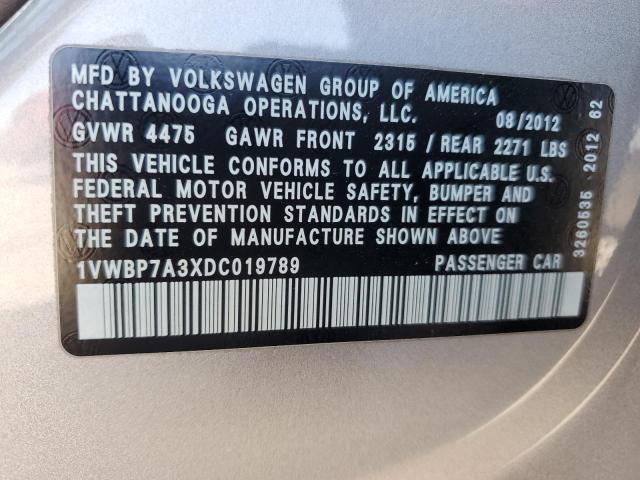 MFD BY VOLKSWAGEN GROUP OF AMERICA
CHATTANOOGA OPERATIONS, LLC. 08/2012
GVWR 4475 GAWR FRONT 2315 / REAR 2271 LBS
THIS VEHICLE CONFORMS TO ALL APPLICABLE U.S.
FEDERAL MOTOR VEHICLE SAFETY, BUMPER AND
THEFT PREVENTION STANDARDS IN EFFECT ON
THE DATE OF MANUFACTURE SHOWN ABOVE
1VWBP7A3XDC019789 PASSENGER CAR
3260535 2012 62